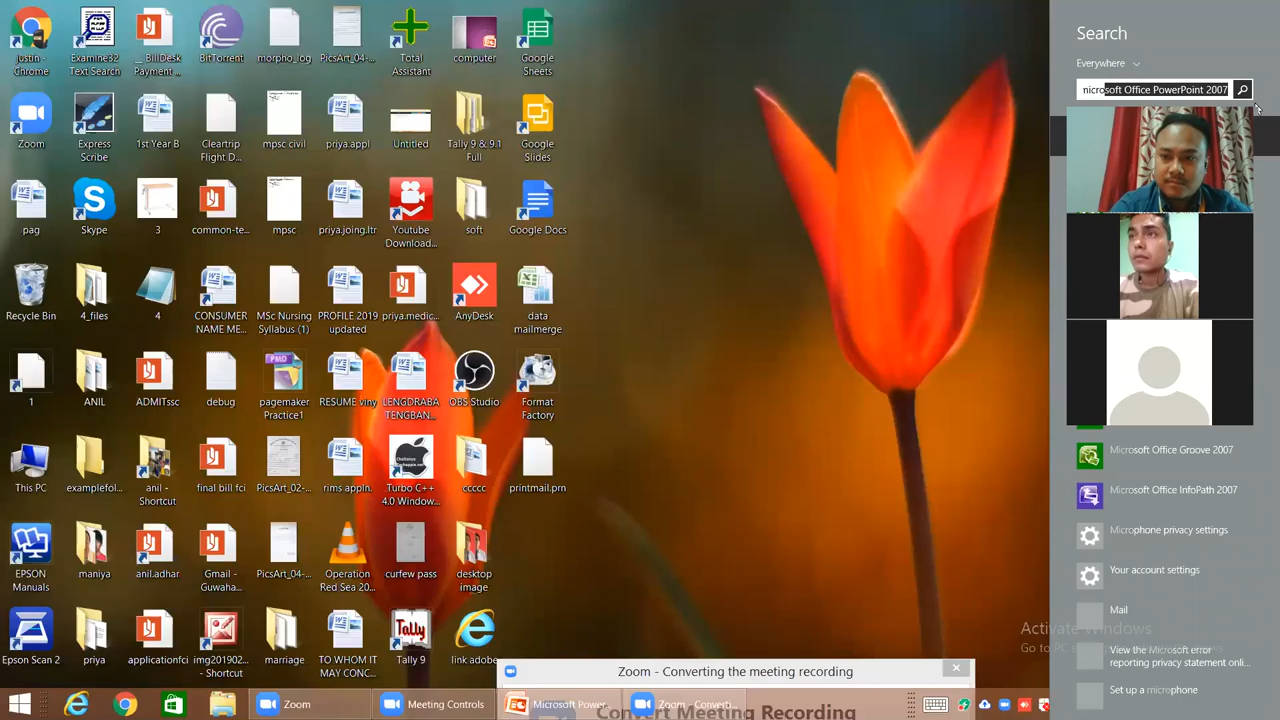 justin -
Chrome
Examine32
Text Search
_ BillDesk
Payment...
BitTorrent
morpho_log
PicsArt_04-...
Total
Assistant
computer
Google
Sheets
Zoom
Express
Scribe
1st Year B
Cleartrip
Flight D...
mpsc civil
priya.appl
Untitled
Tally 9 & 9.1
Full
Google
Slides
pag
Skype
3
common-te...
mpsc
priya.joing.ltr
Youtube
Download...
soft
Google Docs
Recycle Bin
4_files
4
CONSUMER
NAME ME...
MSc Nursing
Syllabus (1)
PROFILE 2019
updated
priya.medic...
AnyDesk
data
mailmerge
1
ANIL
ADMITssc
debug
PMD
pagemaker
Practice1
RESUME viny
LENGDRABA
TENGBAN...
OBS Studio
Format
Factory
This PC
examplefol...
anil -
Shortcut
final bill fci
PicsArt_02-...
rims appln...
Turbo C++
4.0 Window...
ccccc
printmail.prn
EPSON
Manuals
maniya
anil.adhar
Gmail -
Guwaha...
PicsArt_04-...
Operation
Red Sea 20...
curfew pass
desktop
image
Epson Scan 2
priya
applicationfci
img201902...
- Shortcut
marriage
TO WHOM IT
MAY CONC...
Tally
Tally 9
link adobe
Search
Everywhere
nicrosoft Office PowerPoint 2007
Microsoft Office Groove 2007
Microsoft Office InfoPath 2007
Microphone privacy settings
Your account settings
Mail
View the Microsoft error
reporting privacy statement onli...
Set up a microphone
Activate Windows
Go to PC s
Zoom - Converting the meeting recording
Convert Meeting Recording
Zoom
Meeting Controls
Microsoft Power...
Zoom - Converti...